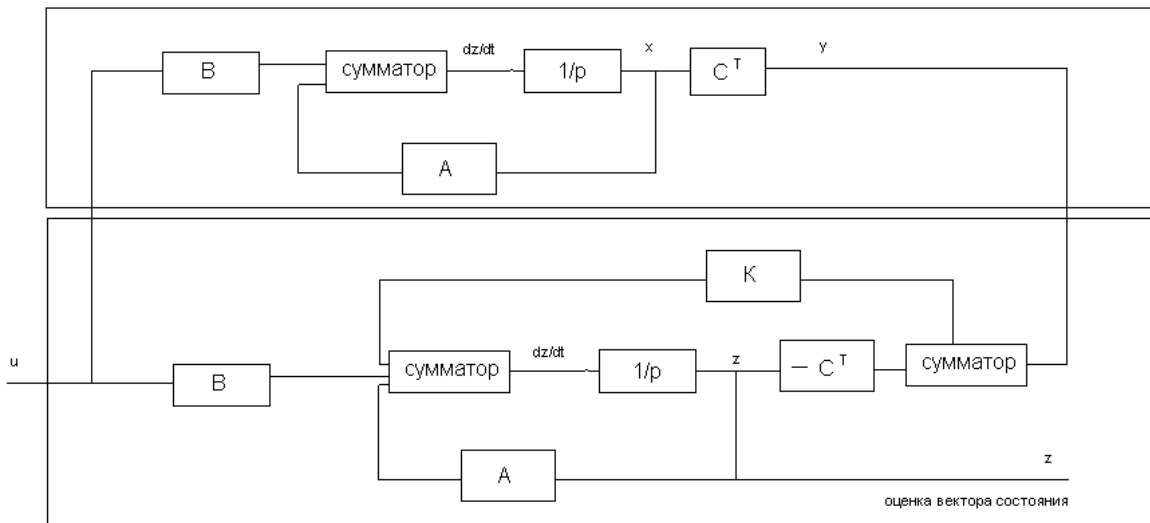 dz/dt
x
y
B
сумматор
1/p
C T
A
K
u
B
сумматор
dz/dt
1/p
z
— C T
сумматор
A
z
оценка вектора состояния